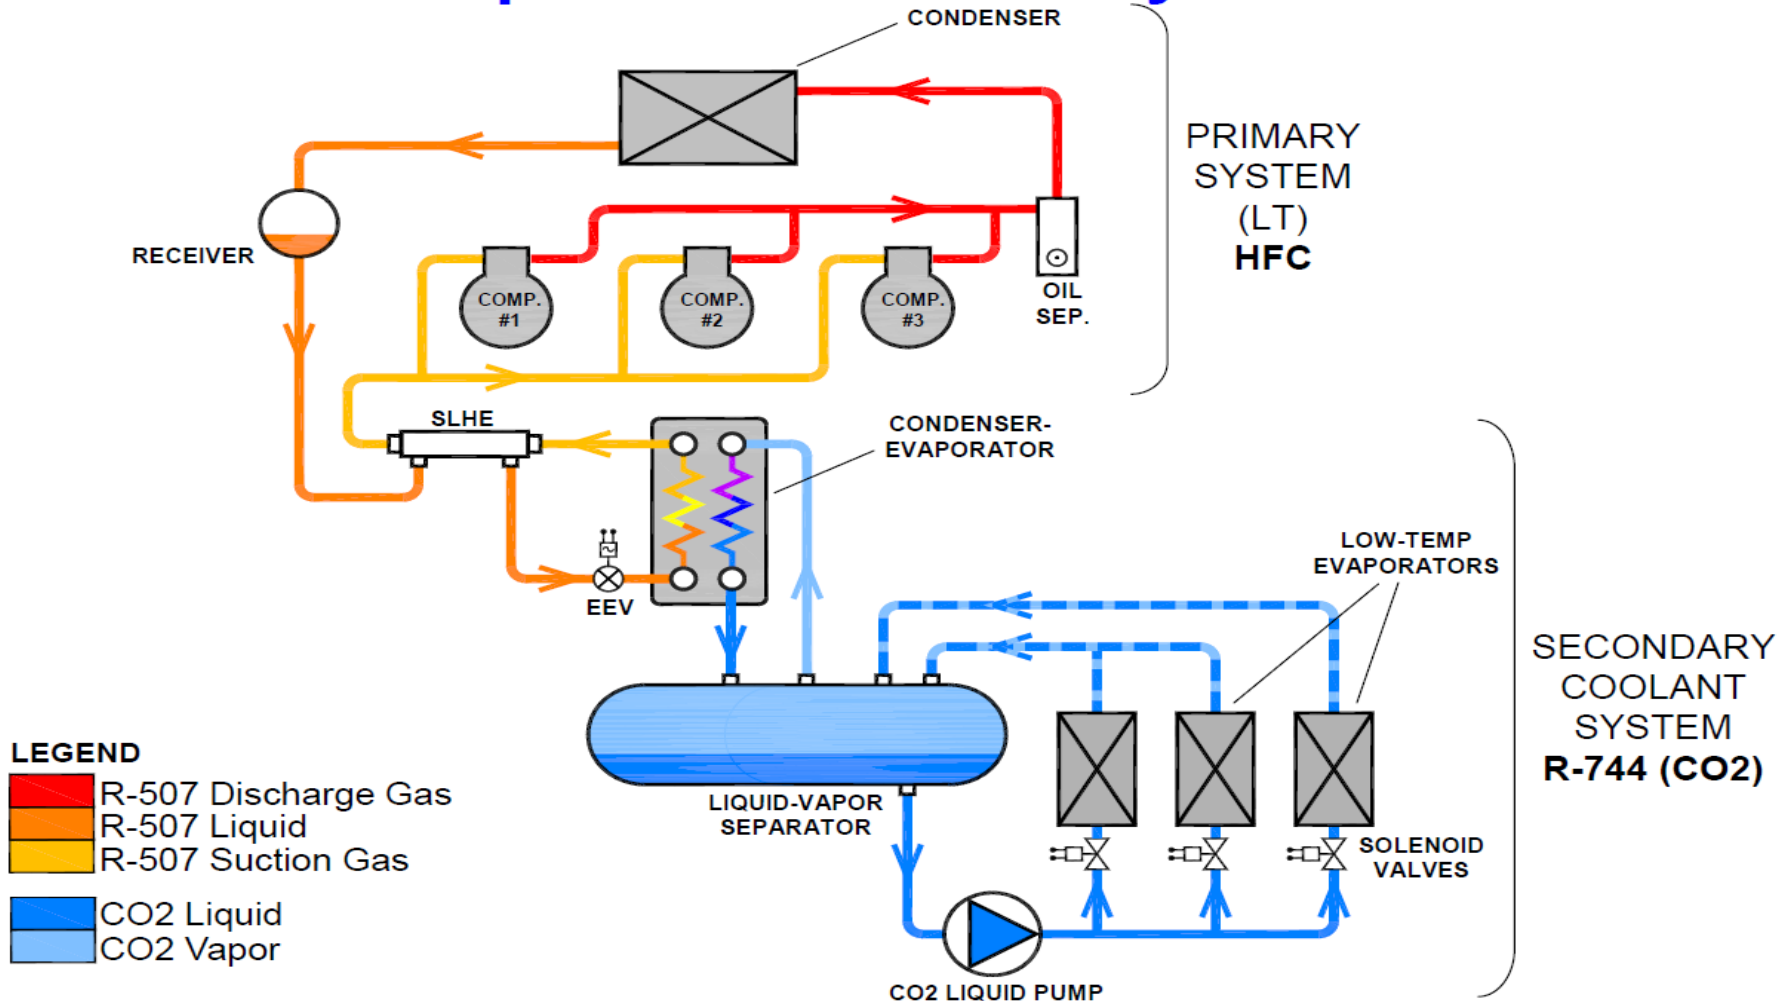 CONDENSER
PRIMARY
SYSTEM
(LT)
HFC
RECEIVER
COMP.
#1
COMP.
#2
COMP.
#3
OIL
SEP.
SLHE
CONDENSER-
EVAPORATOR
EEV
LOW-TEMP
EVAPORATORS
SECONDARY
COOLANT
SYSTEM
R-744 (CO2)
LIQUID-VAPOR
SEPARATOR
SOLENOID
VALVES
CO2 LIQUID PUMP
LEGEND
R-507 Discharge Gas
R-507 Liquid
R-507 Suction Gas
CO2 Liquid
CO2 Vapor